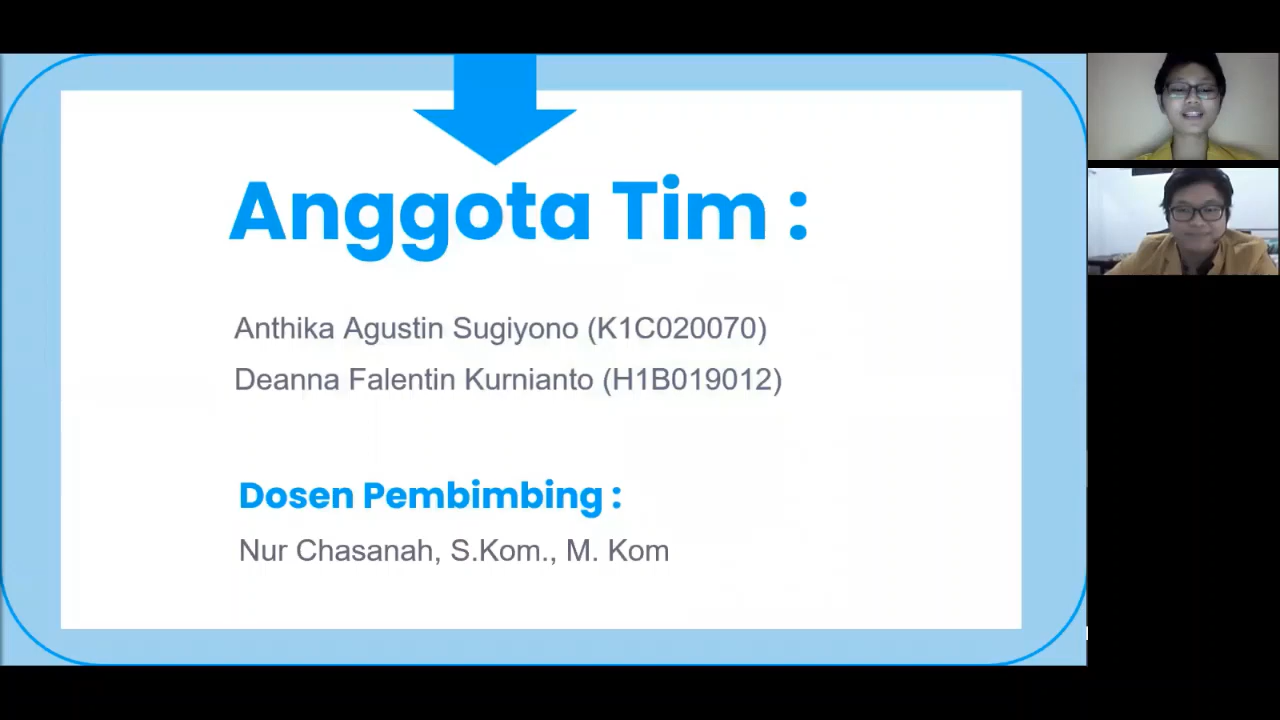 Anggota Tim :
Anthika Agustin Sugiyono (K1C020070)
Deanna Falentin Kurnianto (H1B019012)
Dosen Pembimbing :
Nur Chasanah, S.Kom., M. Kom